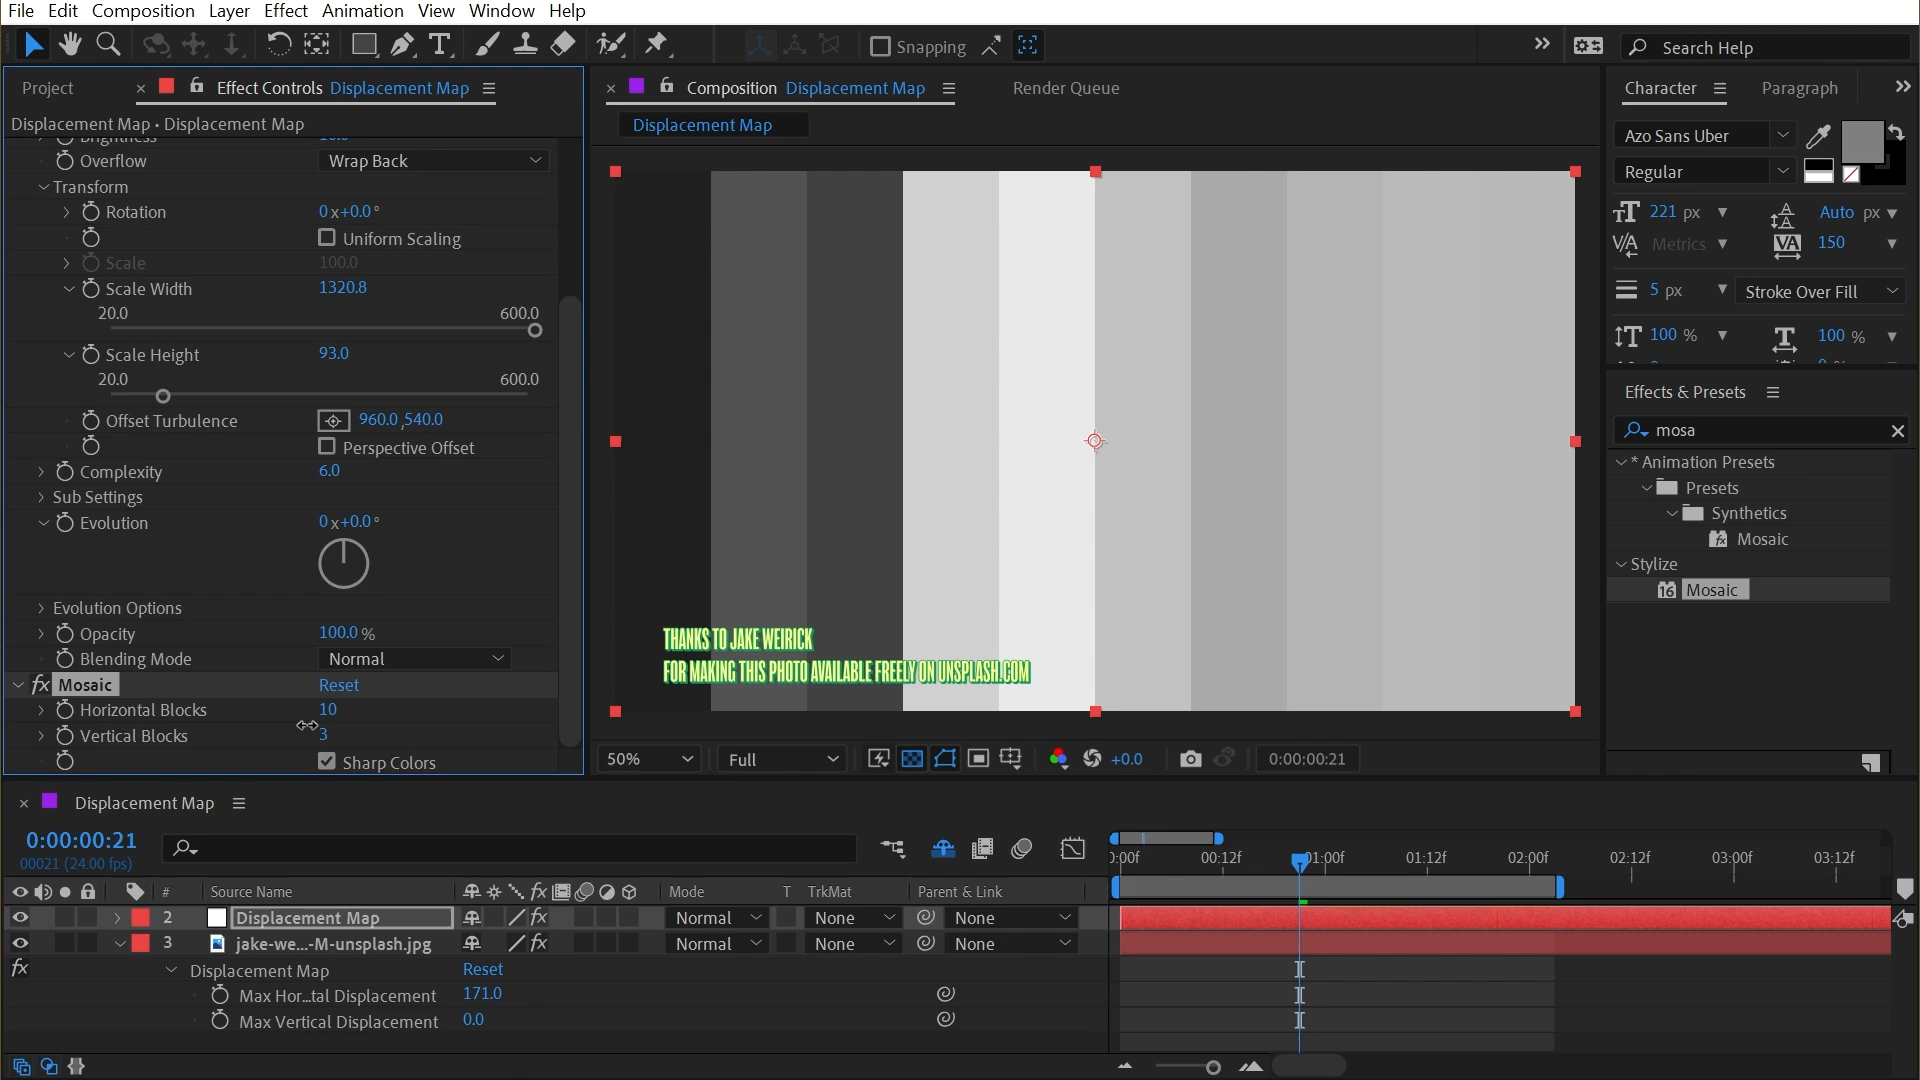 File Edit Composition Layer Effect Animation View Window Help
Snapping
Search Help
Project
× Effect Controls Displacement Map
Displacement Map • Displacement Map
Overflow Wrap Back
Transform
Rotation 0x+0.0°
Uniform Scaling
Scale 100.0
Scale Width 1320.8
20.0 600.0
Scale Height 93.0
20.0 600.0
Offset Turbulence 960.0,540.0
Perspective Offset
Complexity 6.0
Sub Settings
Evolution 0x+0.0°
Evolution Options
Opacity 100.0 %
Blending Mode Normal
fx Mosaic Reset
Horizontal Blocks 10
Vertical Blocks 3
Sharp Colors
× Composition Displacement Map
Render Queue
Displacement Map
THANKS TO JAKE WEIRICK
FOR MAKING THIS PHOTO AVAILABLE FREELY ON UNSPLASH.COM
50% Full +0.0 0:00:00:21
Character Paragraph
Azo Sans Uber
Regular
221 px Auto px
Metrics 150
5 px Stroke Over Fill
100 % 100 %
Effects & Presets
mosa
* Animation Presets
Presets
Synthetics
Mosaic
Stylize
16 Mosaic
× Displacement Map
0:00:00:21
00021 (24.00 fps)
:00f 00:12f 01:00f 01:12f 02:00f 02:12f 03:00f 03:12f
# Source Name fx Mode T TrkMat Parent & Link
2 Displacement Map fx Normal None None
3 jake-we...-M-unsplash.jpg fx Normal None None
fx Displacement Map Reset
Max Hor...tal Displacement 171.0
Max Vertical Displacement 0.0